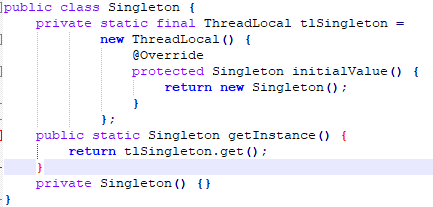 public class Singleton {
    private static final ThreadLocal tlSingleton =
            new ThreadLocal() {
                @Override
                protected Singleton initialValue() {
                    return new Singleton();
                }
            };
    public static Singleton getInstance() {
        return tlSingleton.get();
    }
    private Singleton() {}
}